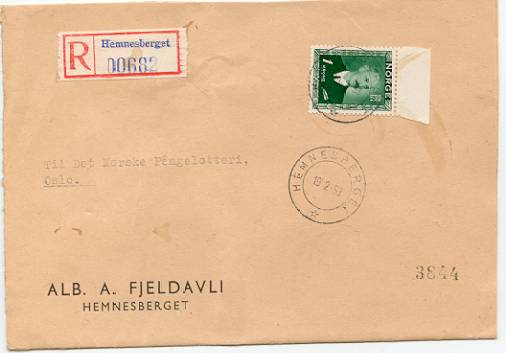 R
Hemnesberget
00682
NORGE
1
Til Det Norske Pengelotteri,
Oslo.
HEMNESBERGET
3844
ALB. A. FJELDAVLI
HEMNESBERGET